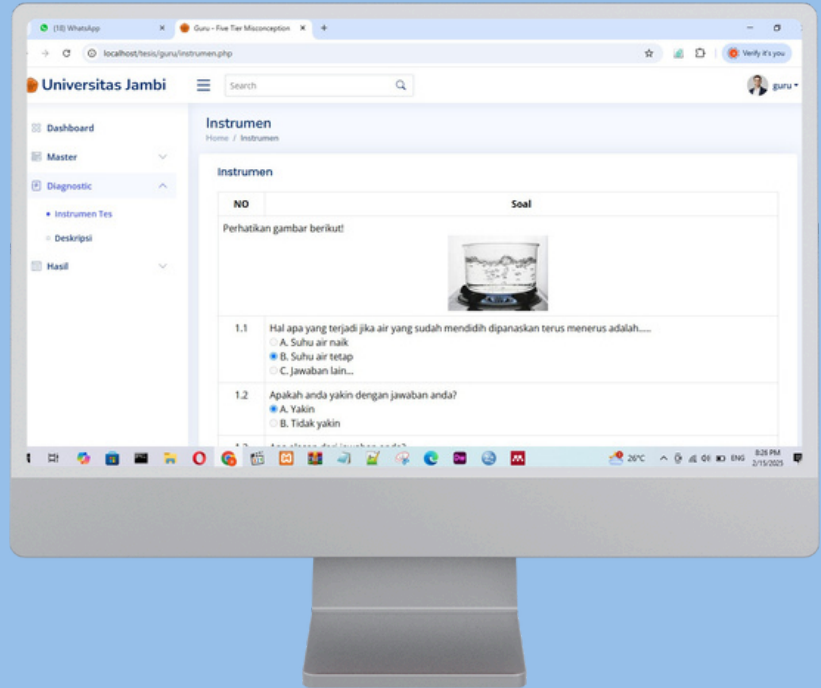 (18) WhatsApp
Guru - Five Tier Misconception
localhost/tesis/guru/instrumen.php
Verify it's you
Universitas Jambi
Search
guru
Dashboard
Master
Diagnostic
Instrumen Tes
Deskripsi
Hasil
Instrumen
Home / Instrumen
Instrumen
NO Soal
Perhatikan gambar berikut!
1.1 Hal apa yang terjadi jika air yang sudah mendidih dipanaskan terus menerus adalah.....
A. Suhu air naik
B. Suhu air tetap
C. Jawaban lain...
1.2 Apakah anda yakin dengan jawaban anda?
A. Yakin
B. Tidak yakin
26°C
ENG
8:26 PM
2/15/2025